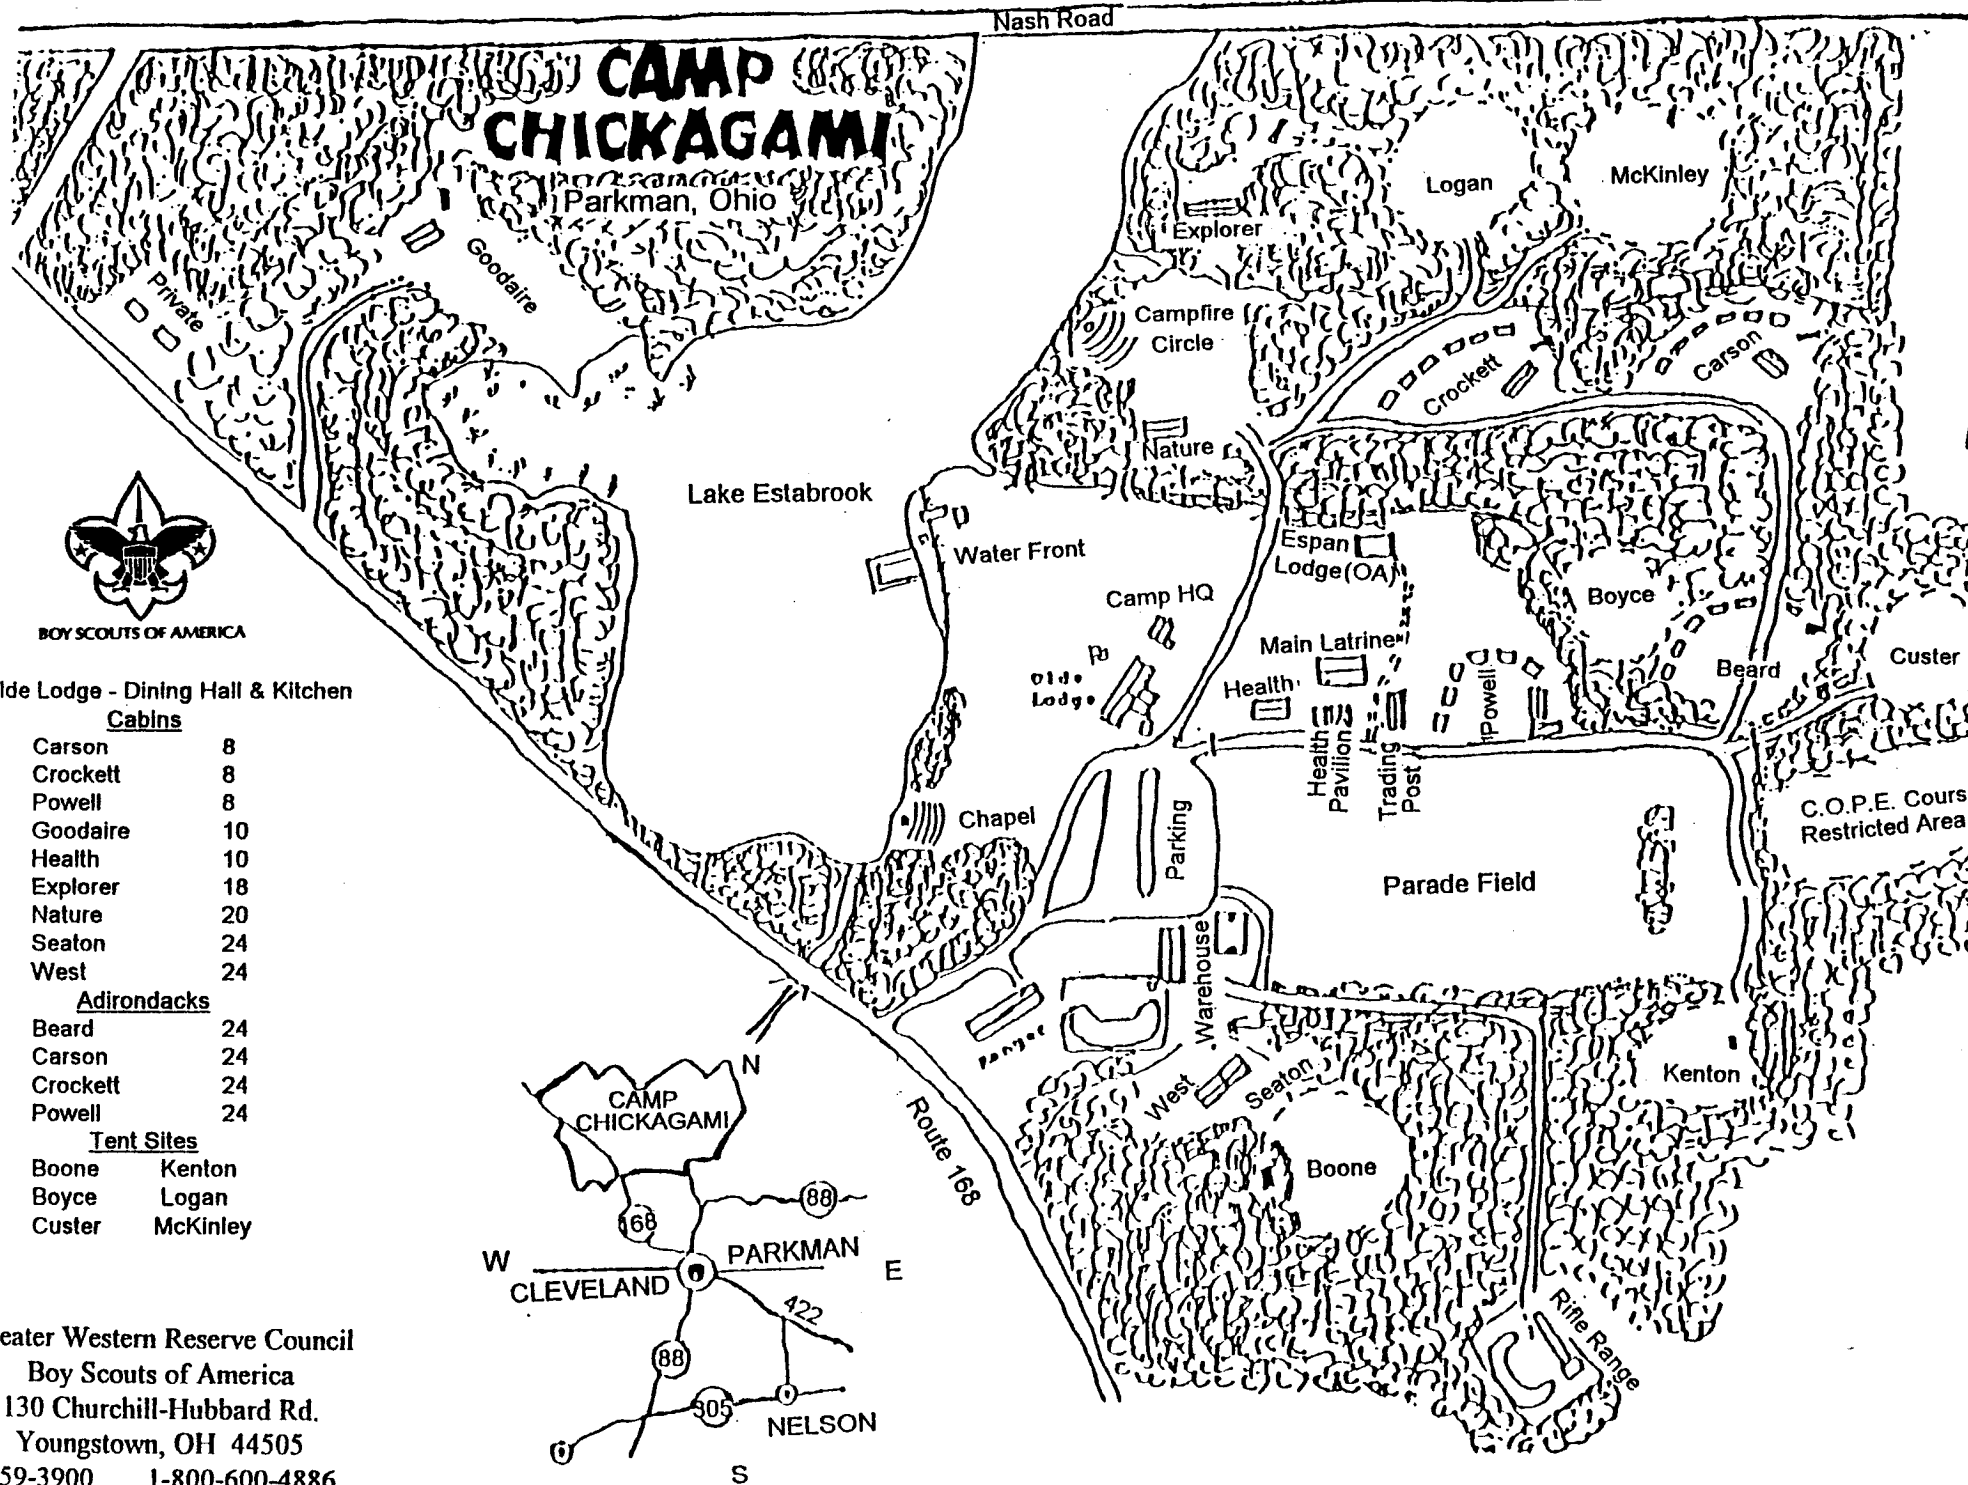 Nash Road
CAMP
CHICKAGAMI
Parkman, Ohio
Logan
McKinley
Explorer
Goodaire
Private
Campfire
Circle
Crockett
Carson
Nature
Lake Estabrook
Water Front
Espan
Lodge(OA)
Boyce
Camp HQ
Main Latrine
Olde
Lodge
Health
Powell
Beard
Custer
Health
Pavilion
Trading
Post
C.O.P.E. Cours
Restricted Area
Chapel
Parking
Parade Field
Warehouse
Ranger
West
Seaton
Kenton
Boone
Route 168
Rifle Range
BOY SCOUTS OF AMERICA
lde Lodge - Dining Hall & Kitchen
Cabins
Carson 8
Crockett 8
Powell 8
Goodaire 10
Health 10
Explorer 18
Nature 20
Seaton 24
West 24
Adirondacks
Beard 24
Carson 24
Crockett 24
Powell 24
Tent Sites
Boone Kenton
Boyce Logan
Custer McKinley
eater Western Reserve Council
Boy Scouts of America
130 Churchill-Hubbard Rd.
Youngstown, OH 44505
59-3900 1-800-600-4886
N
CAMP
CHICKAGAMI
88
168
W
PARKMAN
E
CLEVELAND
422
88
305
NELSON
S